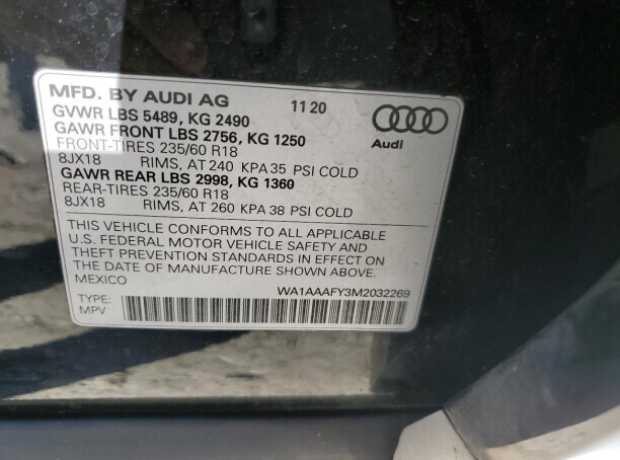 MFD. BY AUDI AG 11 20
GVWR LBS 5489, KG 2490
GAWR FRONT LBS 2756, KG 1250
FRONT-TIRES 235/60 R18
8JX18 RIMS, AT 240 KPA 35 PSI COLD
GAWR REAR LBS 2998, KG 1360
REAR-TIRES 235/60 R18
8JX18 RIMS, AT 260 KPA 38 PSI COLD
Audi
THIS VEHICLE CONFORMS TO ALL APPLICABLE
U.S. FEDERAL MOTOR VEHICLE SAFETY AND
THEFT PREVENTION STANDARDS IN EFFECT ON
THE DATE OF MANUFACTURE SHOWN ABOVE.
MEXICO
WA1AAAFY3M2032269
TYPE:
MPV